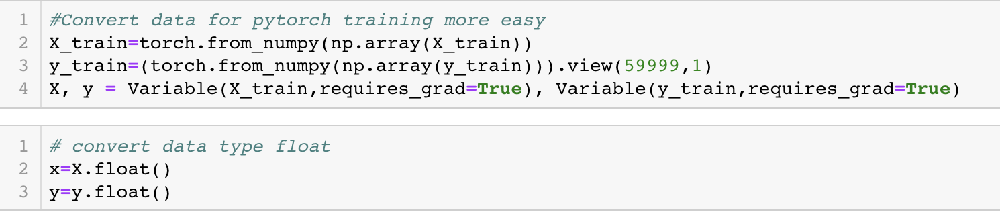 1 #Convert data for pytorch training more easy
2 X_train=torch.from_numpy(np.array(X_train))
3 y_train=(torch.from_numpy(np.array(y_train))).view(59999,1)
4 X, y = Variable(X_train,requires_grad=True), Variable(y_train,requires_grad=True)
1 # convert data type float
2 x=X.float()
3 y=y.float()